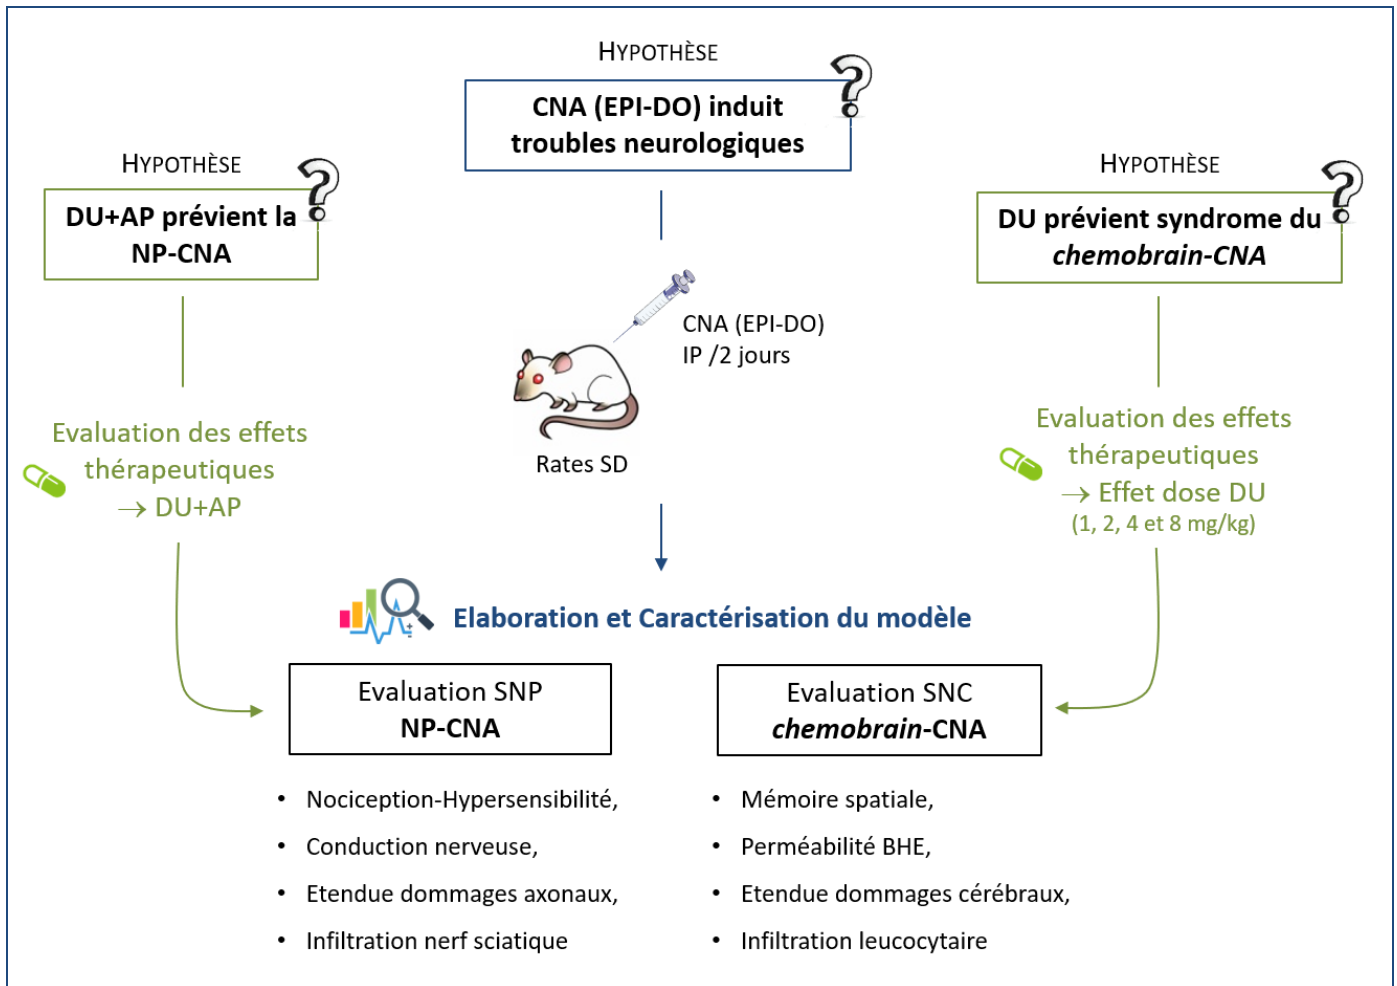 HYPOTHÈSE
CNA (EPI-DO) induit
troubles neurologiques
HYPOTHÈSE
DU+AP prévient la
NP-CNA
HYPOTHÈSE
DU prévient syndrome du
chemobrain-CNA
CNA (EPI-DO)
IP /2 jours
Rates SD
Evaluation des effets
thérapeutiques
→ DU+AP
Evaluation des effets
thérapeutiques
→ Effet dose DU
(1, 2, 4 et 8 mg/kg)
Elaboration et Caractérisation du modèle
Evaluation SNP
NP-CNA
• Nociception-Hypersensibilité,
• Conduction nerveuse,
• Etendue dommages axonaux,
• Infiltration nerf sciatique
Evaluation SNC
chemobrain-CNA
• Mémoire spatiale,
• Perméabilité BHE,
• Etendue dommages cérébraux,
• Infiltration leucocytaire